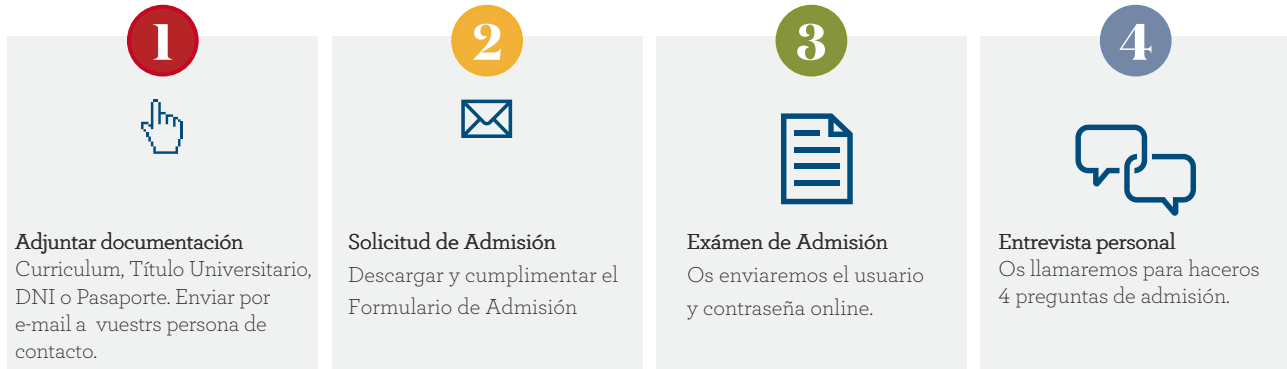 1
Adjuntar documentación
Curriculum, Título Universitario,
DNI o Pasaporte. Enviar por
e-mail a vuestrs persona de
contacto.
2
Solicitud de Admisión
Descargar y cumplimentar el
Formulario de Admisión
3
Exámen de Admisión
Os enviaremos el usuario
y contraseña online.
4
Entrevista personal
Os llamaremos para haceros
4 preguntas de admisión.